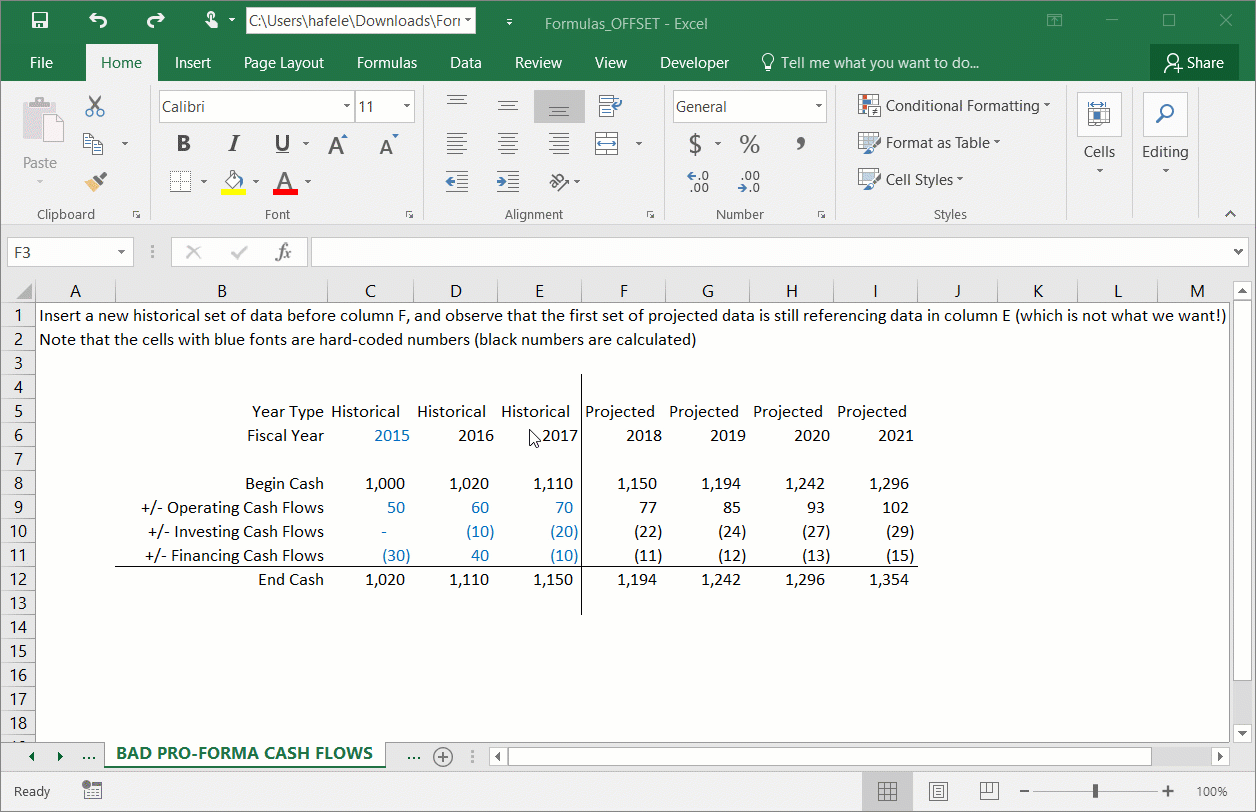 C:\Users\hafele\Downloads\Forr Formulas_OFFSET - Excel
File Home Insert Page Layout Formulas Data Review View Developer Tell me what you want to do... Share
Calibri 11 General Conditional Formatting
Paste B I U A A $ % , Format as Table Cells Editing
A .00 .00 Cell Styles
Clipboard Font Alignment Number Styles
F3 fx
A B C D E F G H I J K L M
1 Insert a new historical set of data before column F, and observe that the first set of projected data is still referencing data in column E (which is not what we want!)
2 Note that the cells with blue fonts are hard-coded numbers (black numbers are calculated)
3
4
5 Year Type Historical Historical Historical Projected Projected Projected Projected
6 Fiscal Year 2015 2016 2017 2018 2019 2020 2021
7
8 Begin Cash 1,000 1,020 1,110 1,150 1,194 1,242 1,296
9 +/- Operating Cash Flows 50 60 70 77 85 93 102
10 +/- Investing Cash Flows - (10) (20) (22) (24) (27) (29)
11 +/- Financing Cash Flows (30) 40 (10) (11) (12) (13) (15)
12 End Cash 1,020 1,110 1,150 1,194 1,242 1,296 1,354
13
14
15
16
17
18
... BAD PRO-FORMA CASH FLOWS ...
Ready 100%